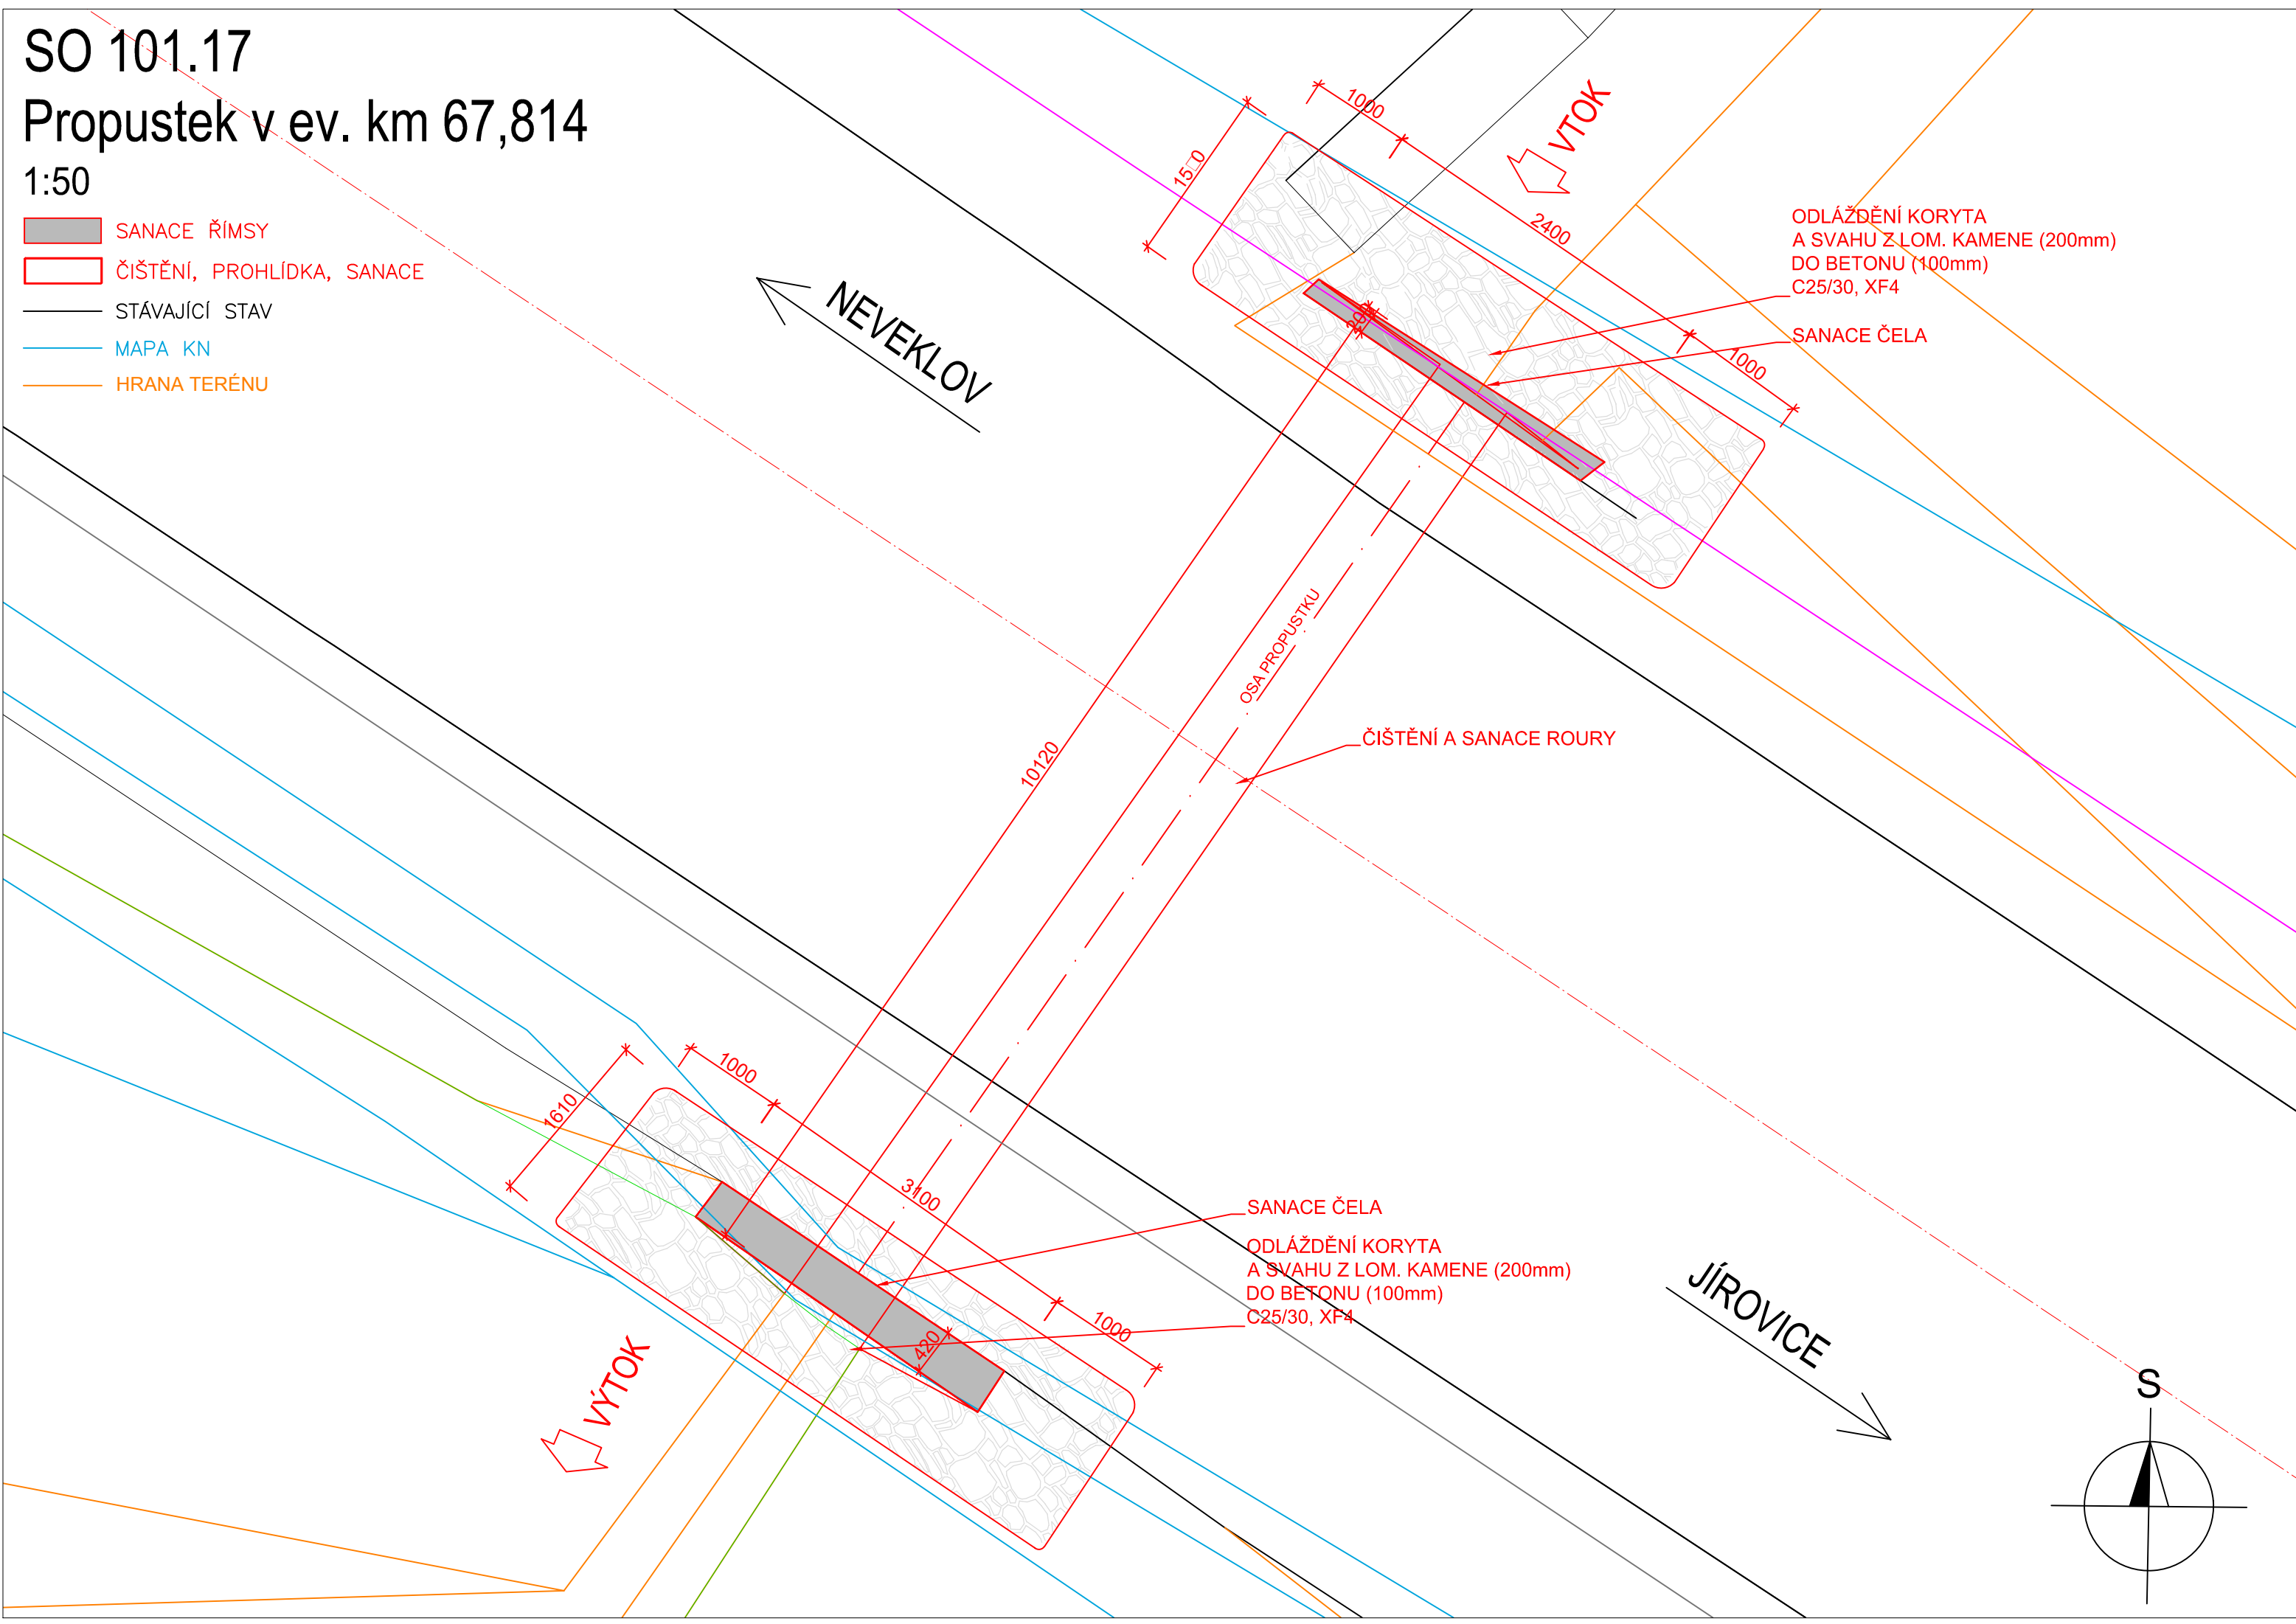 SO 101.17
Propustek v ev. km 67,814
1:50
SANACE ŘÍMSY
ČIŠTĚNÍ, PROHLÍDKA, SANACE
STÁVAJÍCÍ STAV
MAPA KN
HRANA TERÉNU
NEVEKLOV
VTOK
1000
2400
1000
ODLÁŽDĚNÍ KORYTA
A SVAHU Z LOM. KAMENE (200mm)
DO BETONU (100mm)
C25/30, XF4
SANACE ČELA
OSA PROPUSTKU
10120
ČIŠTĚNÍ A SANACE ROURY
1610
1000
3100
1000
420
SANACE ČELA
ODLÁŽDĚNÍ KORYTA
A SVAHU Z LOM. KAMENE (200mm)
DO BETONU (100mm)
C25/30, XF4
VÝTOK
JÍROVICE
S